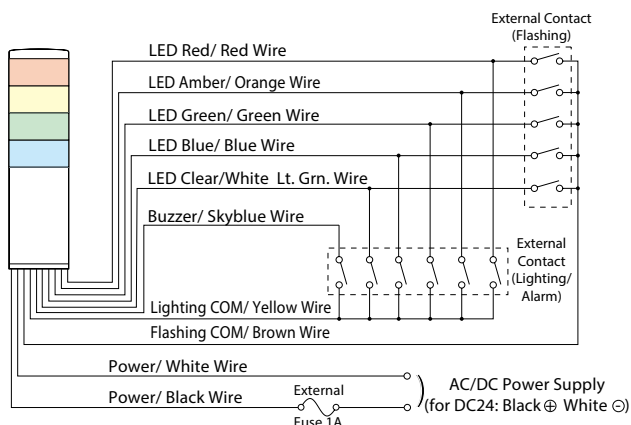 External Contact
(Flashing)
LED Red/ Red Wire
LED Amber/ Orange Wire
LED Green/ Green Wire
LED Blue/ Blue Wire
LED Clear/White Lt. Grn. Wire
Buzzer/ Skyblue Wire
External
Contact
(Lighting/
Alarm)
Lighting COM/ Yellow Wire
Flashing COM/ Brown Wire
Power/ White Wire
Power/ Black Wire
External
Fuse 1A
AC/DC Power Supply
(for DC24: Black ⊕ White ⊖)